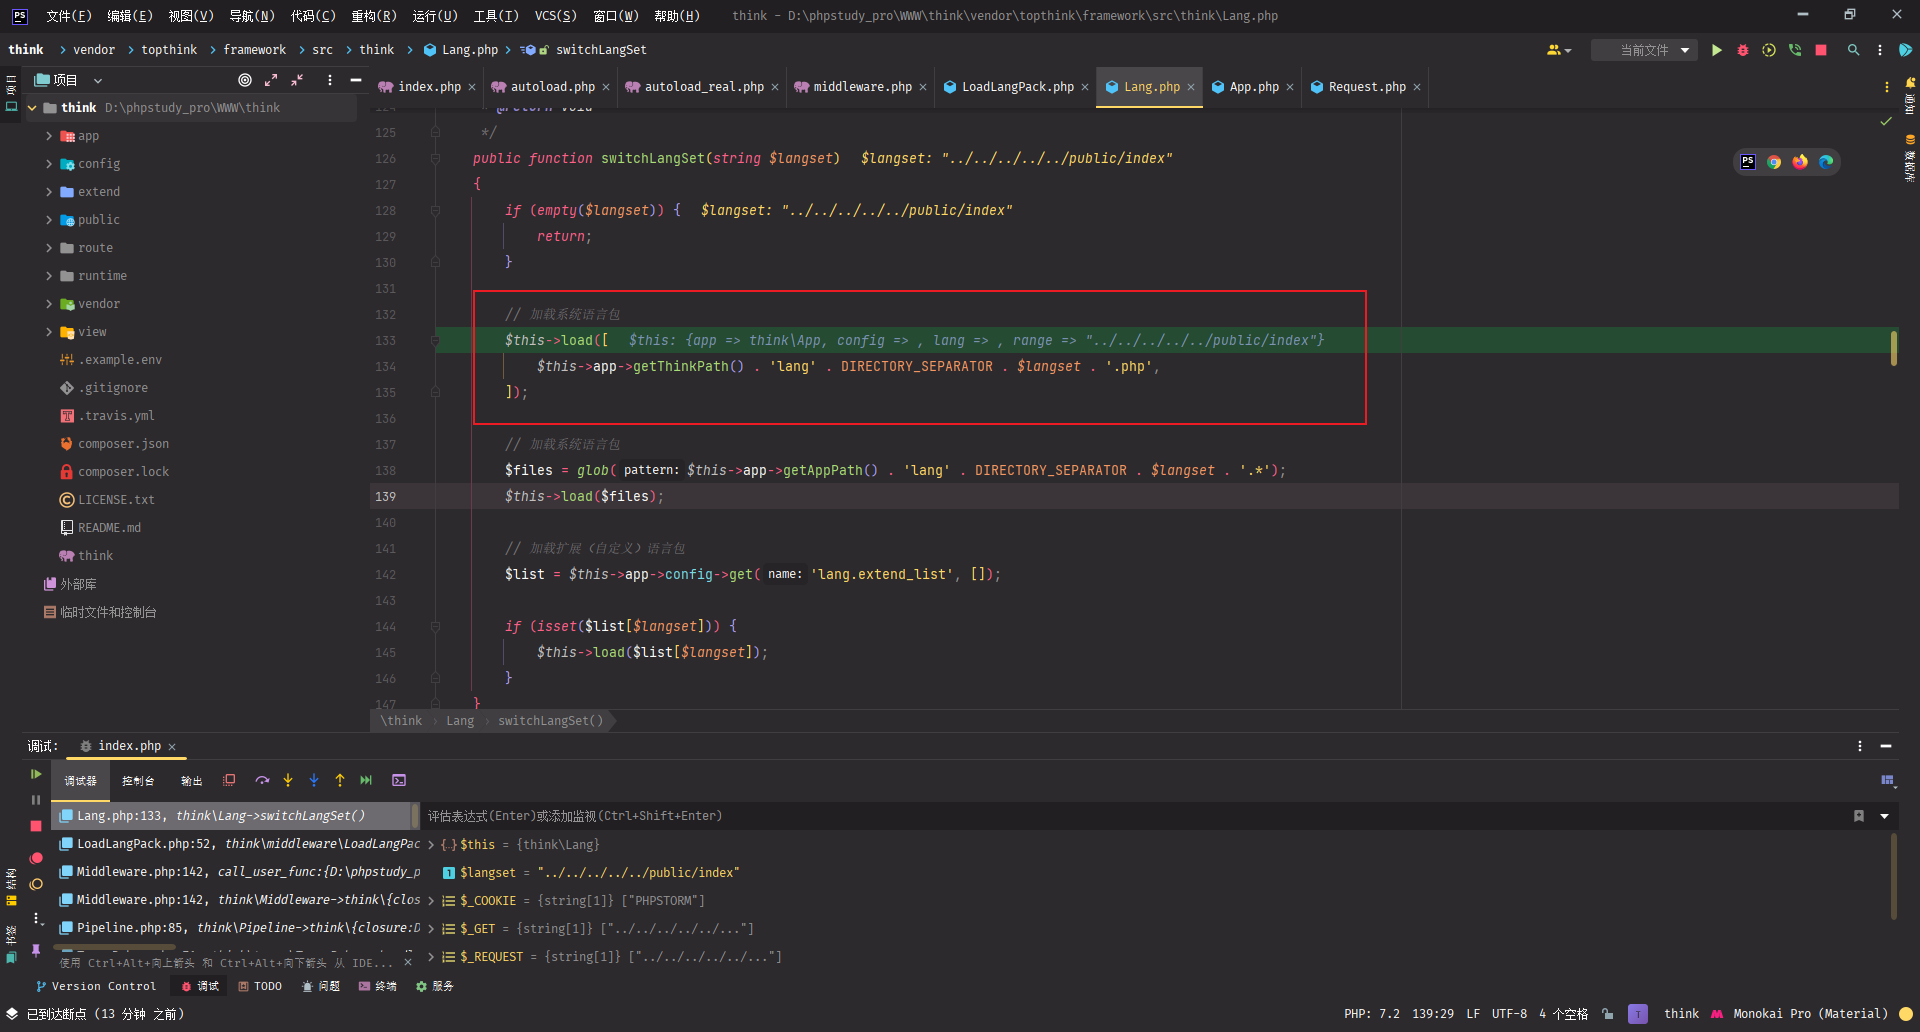 PS 文件(F) 编辑(E) 视图(V) 导航(N) 代码(C) 重构(R) 运行(U) 工具(T) VCS(S) 窗口(W) 帮助(H) think - D:\phpstudy_pro\WWW\think\vendor\topthink\framework\src\think\Lang.php
think vendor topthink framework src think Lang.php switchLangSet 当前文件
项目
项目
index.php autoload.php autoload_real.php middleware.php LoadLangPack.php Lang.php App.php Request.php
think D:\phpstudy_pro\WWW\think
app
config
extend
public
route
runtime
vendor
view
.example.env
.gitignore
.travis.yml
composer.json
composer.lock
LICENSE.txt
README.md
think
外部库
临时文件和控制台
124 @return void
125 */
126 public function switchLangSet(string $langset) $langset: "../../../../../public/index"
127 {
128 if (empty($langset)) { $langset: "../../../../../public/index"
129 return;
130 }
131
132 // 加载系统语言包
133 $this->load([ $this: {app => think\App, config => , lang => , range => "../../../../../public/index"}
134 $this->app->getThinkPath() . 'lang' . DIRECTORY_SEPARATOR . $langset . '.php',
135 ]);
136
137 // 加载系统语言包
138 $files = glob( pattern: $this->app->getAppPath() . 'lang' . DIRECTORY_SEPARATOR . $langset . '.*');
139 $this->load($files);
140
141 // 加载扩展（自定义）语言包
142 $list = $this->app->config->get( name: 'lang.extend_list', []);
143
144 if (isset($list[$langset])) {
145 $this->load($list[$langset]);
146 }
147 }
PS
通知
数据库
\think Lang switchLangSet()
调试: index.php
调试器 控制台 输出
Lang.php:133, think\Lang->switchLangSet()
LoadLangPack.php:52, think\middleware\LoadLangPac
Middleware.php:142, call_user_func:{D:\phpstudy_p
Middleware.php:142, think\Middleware->think\{clos
Pipeline.php:85, think\Pipeline->think\{closure:D
使用 Ctrl+Alt+向上箭头 和 Ctrl+Alt+向下箭头 从 IDE...
评估表达式(Enter)或添加监视(Ctrl+Shift+Enter)
$this = {think\Lang}
$langset = "../../../../../public/index"
$_COOKIE = {string[1]} ["PHPSTORM"]
$_GET = {string[1]} ["../../../../../..."]
$_REQUEST = {string[1]} ["../../../../../..."]
结构
书签
Version Control 调试 TODO 问题 终端 服务
已到达断点 (13 分钟 之前) PHP: 7.2 139:29 LF UTF-8 4 个空格 T think Monokai Pro (Material)